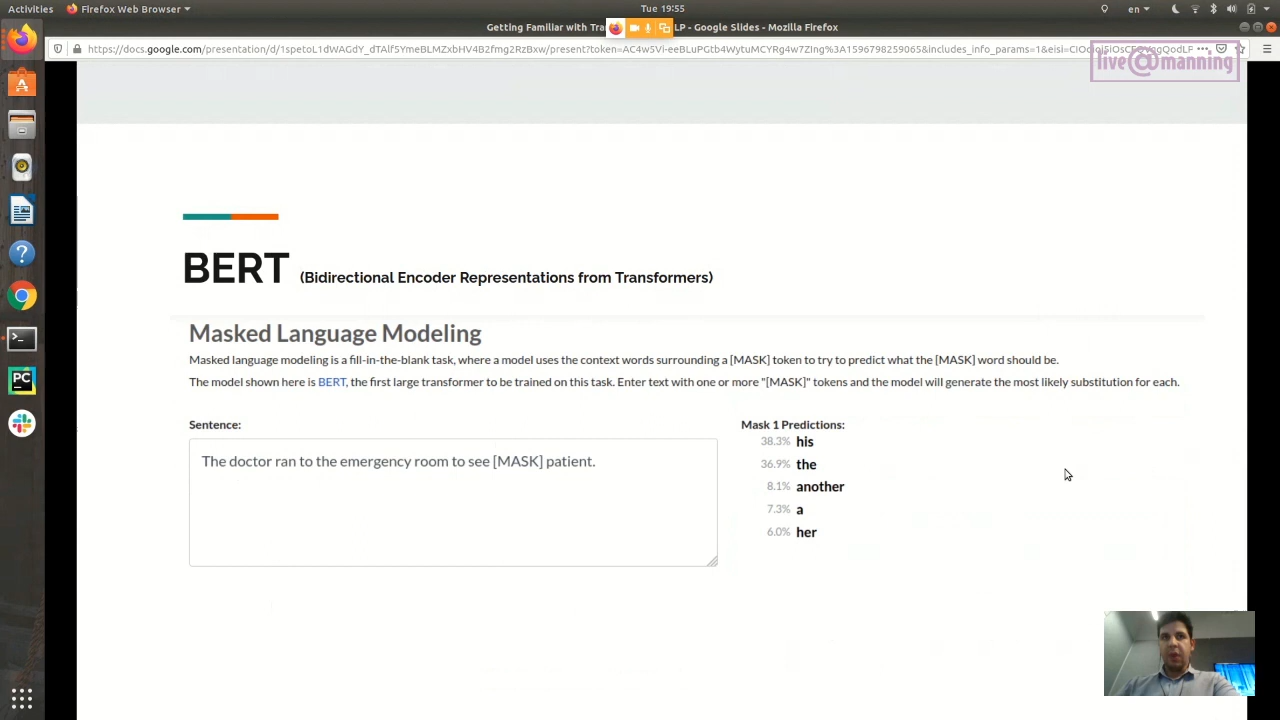 Activities
Firefox Web Browser
Tue 19:55
en
Getting Familiar with Tra
LP - Google Slides - Mozilla Firefox
live@manning
BERT (Bidirectional Encoder Representations from Transformers)
Masked Language Modeling
Masked language modeling is a fill-in-the-blank task, where a model uses the context words surrounding a [MASK] token to try to predict what the [MASK] word should be.
The model shown here is BERT, the first large transformer to be trained on this task. Enter text with one or more "[MASK]" tokens and the model will generate the most likely substitution for each.
Sentence:
The doctor ran to the emergency room to see [MASK] patient.
Mask 1 Predictions:
38.3% his
36.9% the
8.1% another
7.3% a
6.0% her
PC